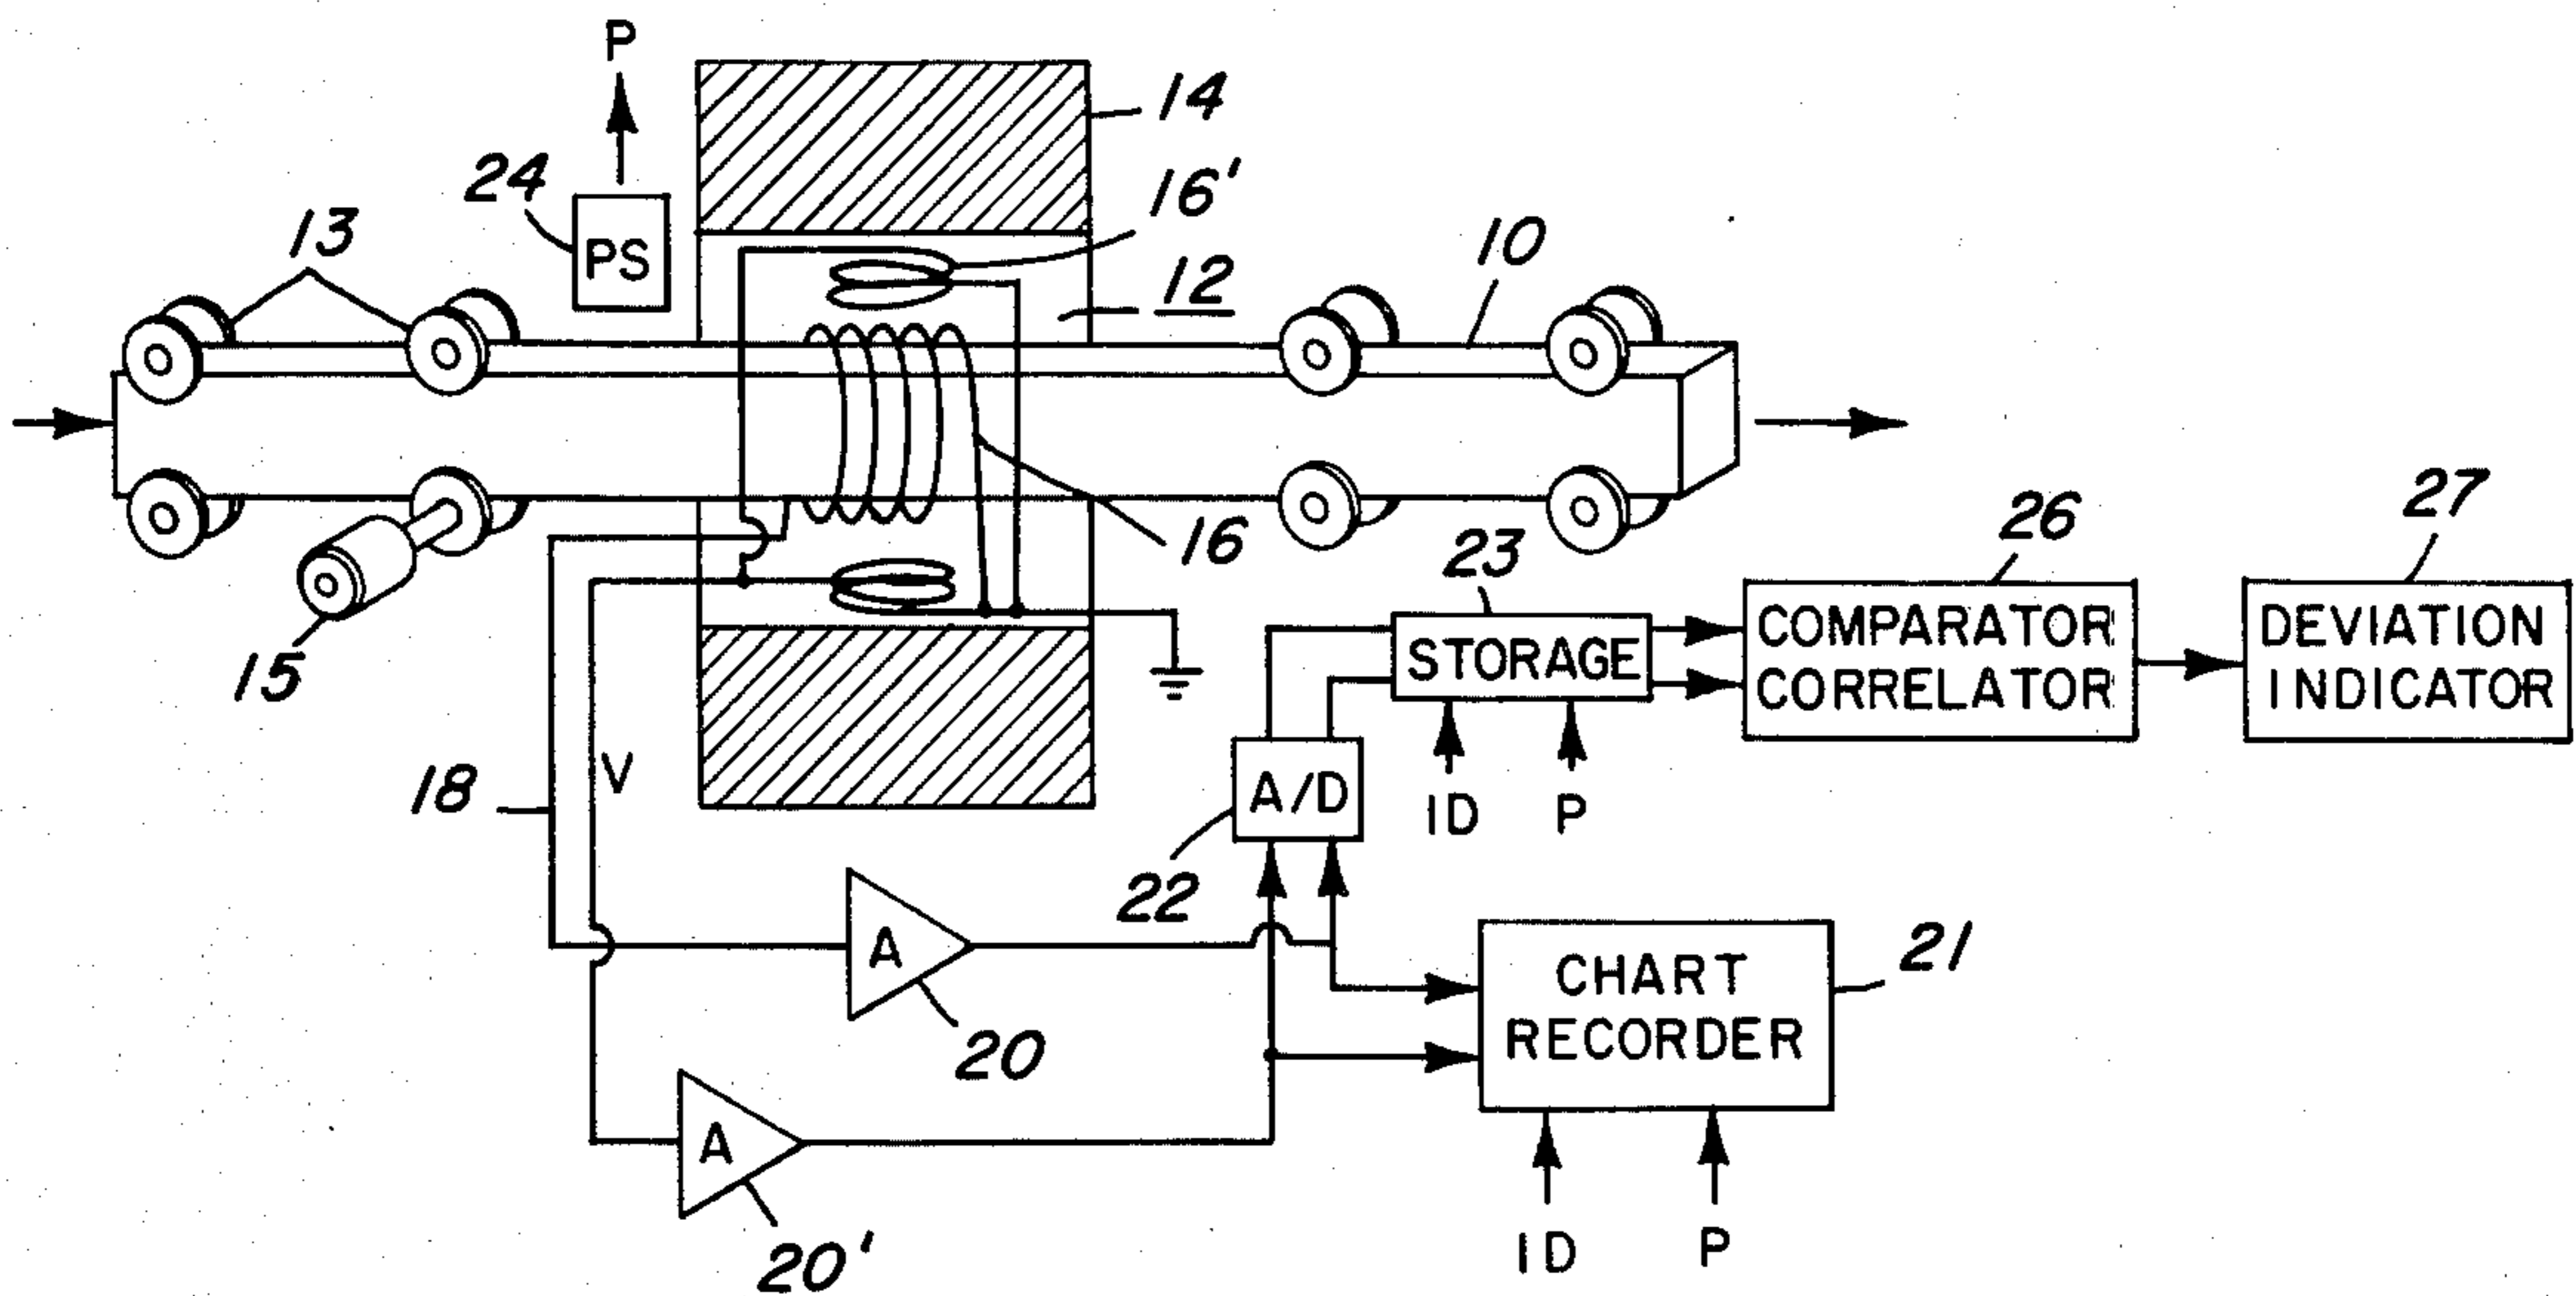 P
14
24
16'
PS
13
10
12
16
23
26
27
STORAGE
COMPARATOR
CORRELATOR
DEVIATION
INDICATOR
15
V
18
A/D
ID
P
22
A
20
CHART
RECORDER
21
A
20'
ID
P